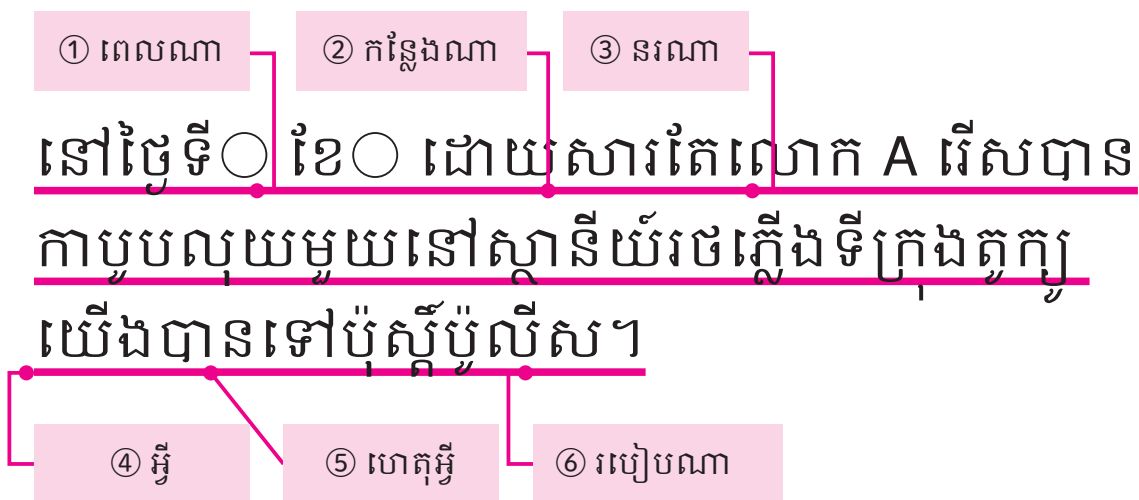 ① ពេលណា
② កន្លែងណា
③ នរណា
នៅថ្ងៃទី○ ខែ○ ដោយសារតែលោក A រើសបាន
កាបូបលុយមួយនៅស្ថានីយ៍រថភ្លើងទីក្រុងតូក្យូ
យើងបានទៅប៉ុស្តិ៍ប៉ូលីស។
④ អ្វី
⑤ ហេតុអ្វី
⑥ របៀបណា